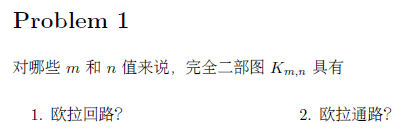 Problem 1
对哪些 m 和 n 值来说，完全二部图 K_{m,n} 具有
1. 欧拉回路? 2. 欧拉通路?